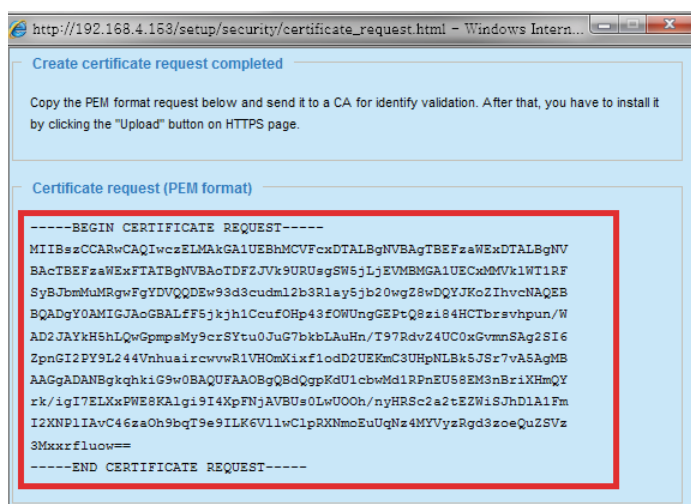 http://192.168.4.153/setup/security/certificate_request.html - Windows Intern...
Create certificate request completed
Copy the PEM format request below and send it to a CA for identify validation. After that, you have to install it
by clicking the "Upload" button on HTTPS page.
Certificate request (PEM format)
-----BEGIN CERTIFICATE REQUEST-----
MIIBszCCARwCAQIwczELMAkGA1UEBhMCVFcxDTALBgNVBAgTBEFzaWExDTALBgNV
BAcTBEFzaWExFTATBgNVBAoTDFZJVk9URUsgSW5jLjEVMBMGA1UECxMMVklWT1RF
SyBJbmMuMRgwFgYDVQQDEw93d3cudml2b3Rlay5jb20wgZ8wDQYJKoZIhvcNAQEB
BQADgY0AMIGJAoGBALfF5jkjh1CcufOHp43fOWUngGEPtQ8zi84HCTbrsvhpun/W
AD2JAYkH5hLQwGpmpsMy9crSYtu0JuG7bkbLAuHn/T97RdvZ4UC0xGvmnSAg2SI6
ZpnGI2PY9L244VnhuaircwvwR1VHOmXixf1odD2UEKmC3UHpNLBk5JSr7vA5AgMB
AAGgADANBgkqhkiG9w0BAQUFAAOBgQBdQgpKdU1cbwMd1RPnEU58EM3nBriXHmQY
rk/igI7ELXxPWE8KAlgi9I4XpFNjAVBUs0LwUOOh/nyHRSc2a2tEZWiSJhDlA1Fm
I2XNPlIAvC46zaOh9bqT9e9ILK6VllwClpRXNmoEuUqNz4MYVyzRgd3zoeQuZSVz
3Mxxrfluow==
-----END CERTIFICATE REQUEST-----